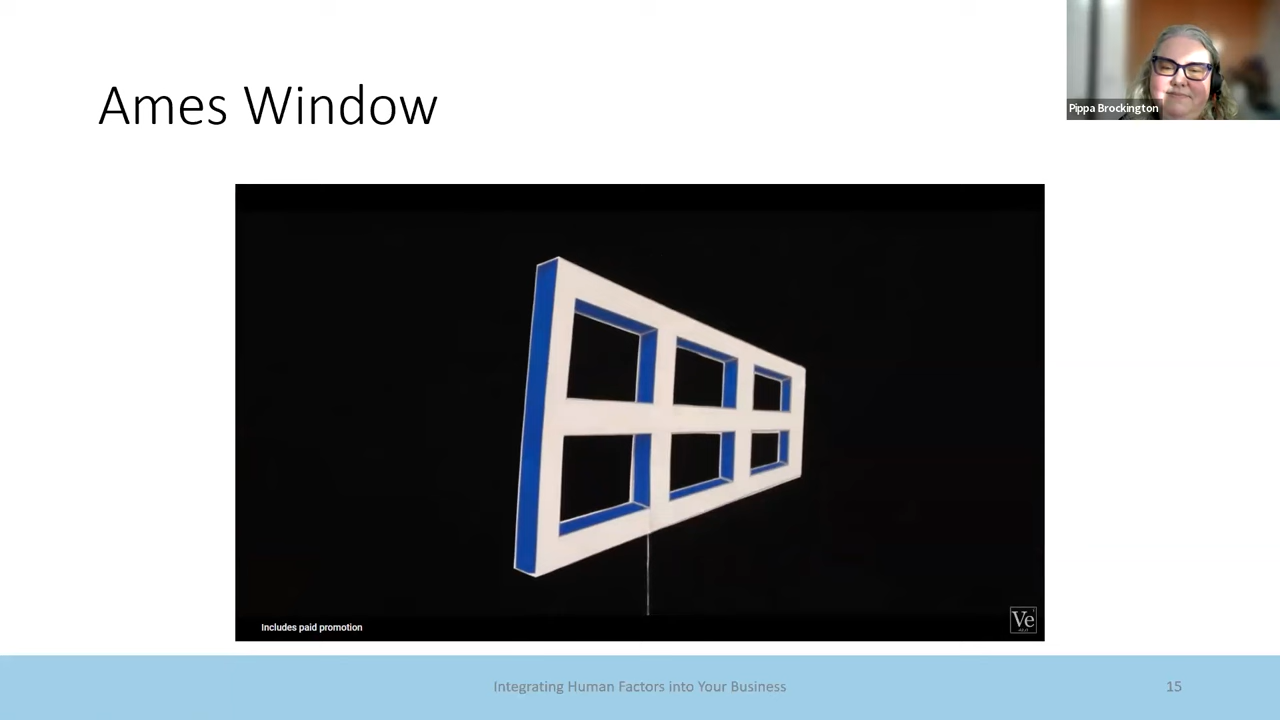 Ames Window
Pippa Brockington
Includes paid promotion
Ve
Integrating Human Factors into Your Business
15